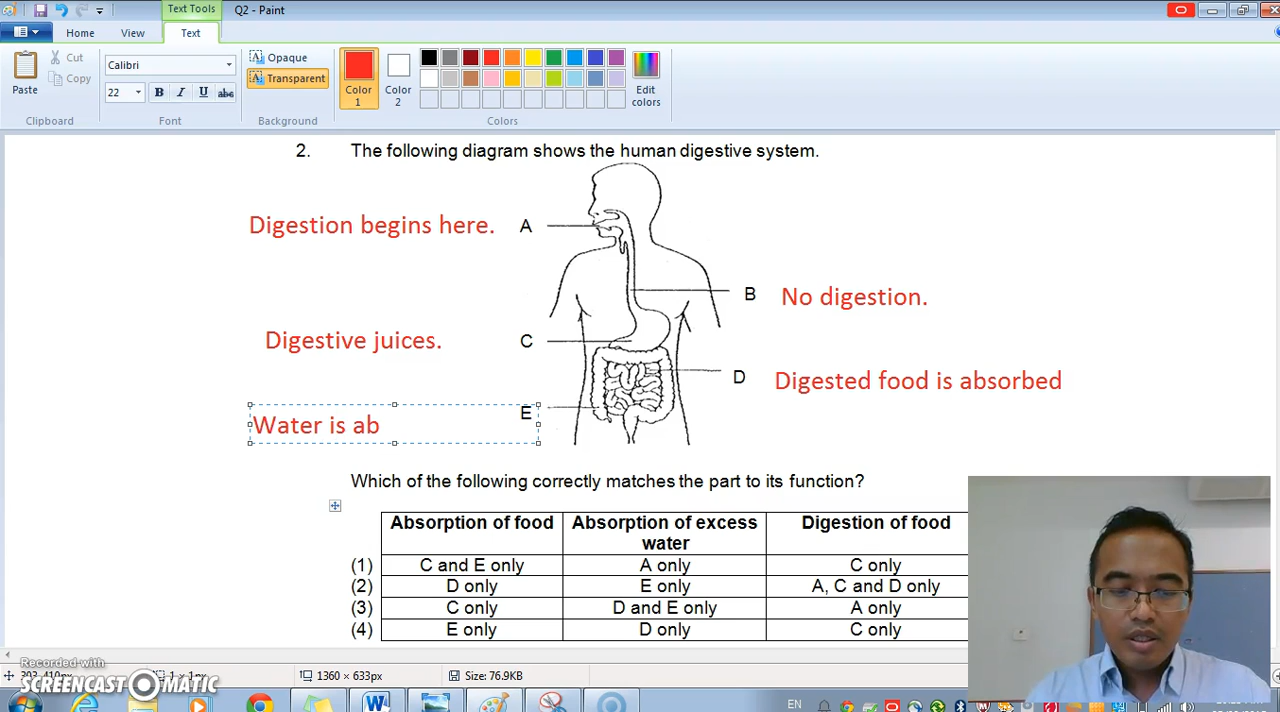 Text Tools
Q2 - Paint
Home View Text
Cut
Copy
Paste
Clipboard
Calibri
22 B I U abc
Font
Opaque
Transparent
Background
Color 1
Color 2
Edit colors
Colors
2. The following diagram shows the human digestive system.
Digestion begins here. A
B No digestion.
Digestive juices. C
D Digested food is absorbed
Water is ab E
Which of the following correctly matches the part to its function?
Absorption of food Absorption of excess water Digestion of food
(1) C and E only A only C only
(2) D only E only A, C and D only
(3) C only D and E only A only
(4) E only D only C only
Recorded with
SCREENCAST MATIC
1360 × 633px
Size: 76.9KB
EN